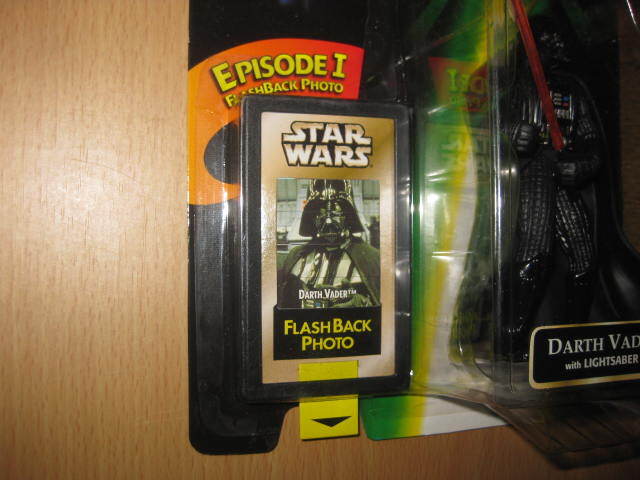 EPISODE I
FLASHBACK PHOTO
STAR
WARS
DARTH VADER™
FLASHBACK
PHOTO
DARTH VAD
with LIGHTSABER